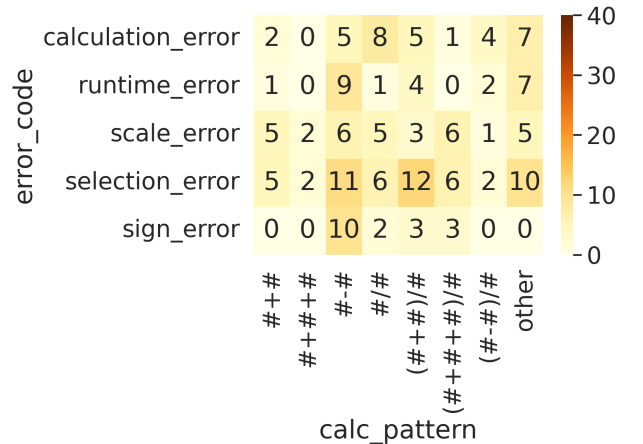 error_code
calculation_error 2 0 5 8 5 1 4 7
runtime_error 1 0 9 1 4 0 2 7
scale_error 5 2 6 5 3 6 1 5
selection_error 5 2 11 6 12 6 2 10
sign_error 0 0 10 2 3 3 0 0
#+#
#+#+#
#-#
#/#
(#+#)/#
(#+#+#)/#
(#-#)/#
other
calc_pattern
40
30
20
10
0